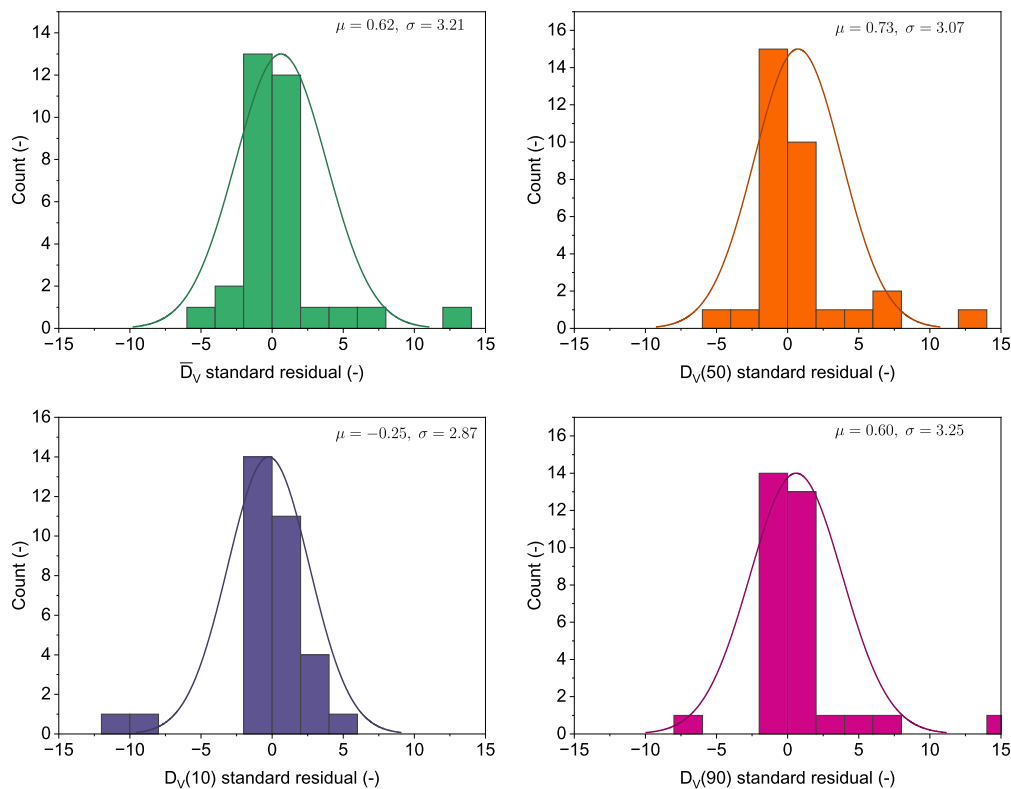 μ = 0.62, σ = 3.21
14
12
10
8
6
4
2
0
Count (-)
−15 −10 −5 0 5 10 15
D̅V standard residual (-)
μ = 0.73, σ = 3.07
16
14
12
10
8
6
4
2
0
Count (-)
−15 −10 −5 0 5 10 15
DV(50) standard residual (-)
μ = −0.25, σ = 2.87
16
14
12
10
8
6
4
2
0
Count (-)
−15 −10 −5 0 5 10 15
DV(10) standard residual (-)
μ = 0.60, σ = 3.25
16
14
12
10
8
6
4
2
0
Count (-)
−15 −10 −5 0 5 10 15
DV(90) standard residual (-)